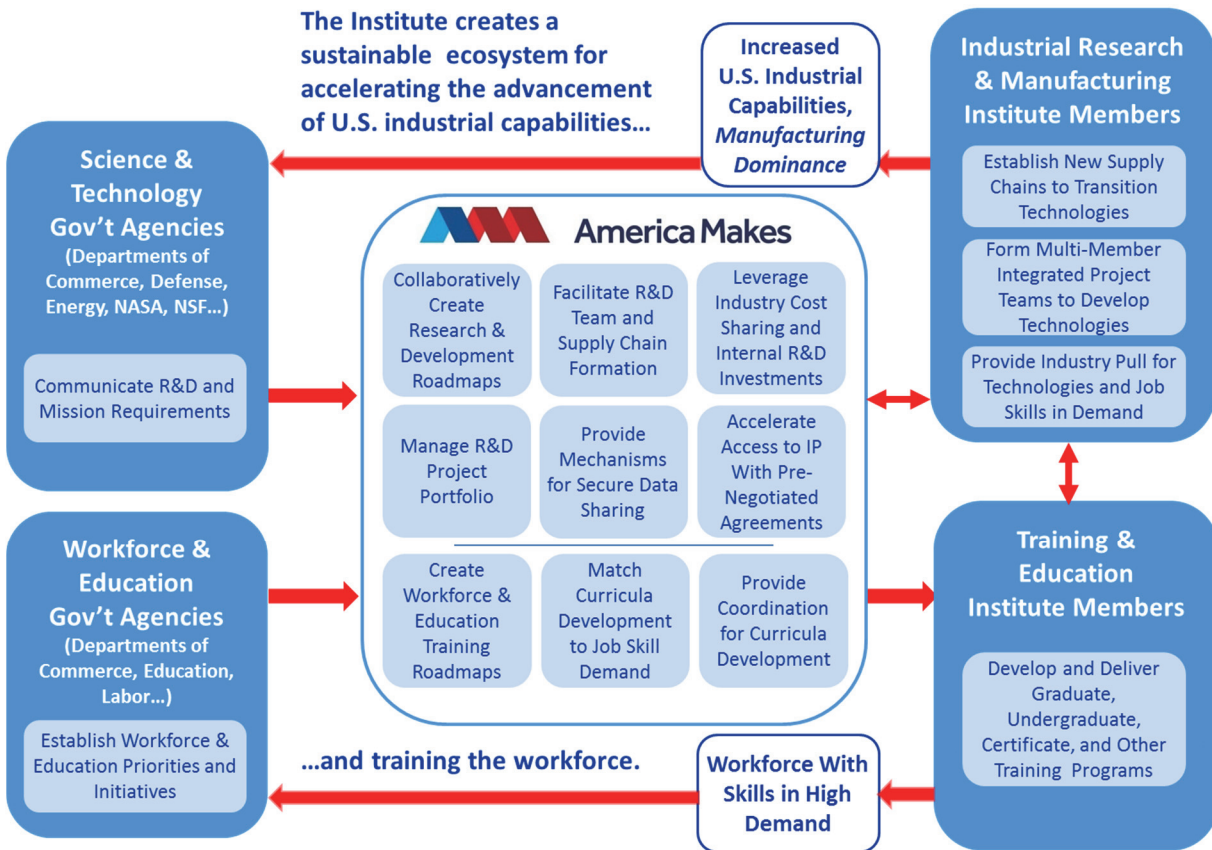 The Institute creates a
sustainable ecosystem for
accelerating the advancement
of U.S. industrial capabilities…
Increased
U.S. Industrial
Capabilities,
Manufacturing
Dominance
Industrial Research
& Manufacturing
Institute Members
Establish New Supply
Chains to Transition
Technologies
Form Multi-Member
Integrated Project
Teams to Develop
Technologies
Provide Industry Pull for
Technologies and Job
Skills in Demand
Science &
Technology
Gov’t Agencies
(Departments of
Commerce, Defense,
Energy, NASA, NSF…)
Communicate R&D and
Mission Requirements
America Makes
Collaboratively
Create
Research &
Development
Roadmaps
Facilitate R&D
Team and
Supply Chain
Formation
Leverage
Industry Cost
Sharing and
Internal R&D
Investments
Manage R&D
Project
Portfolio
Provide
Mechanisms
for Secure Data
Sharing
Accelerate
Access to IP
With Pre-
Negotiated
Agreements
Create
Workforce &
Education
Training
Roadmaps
Match
Curricula
Development
to Job Skill
Demand
Provide
Coordination
for Curricula
Development
Workforce &
Education
Gov’t Agencies
(Departments of
Commerce, Education,
Labor…)
Establish Workforce &
Education Priorities and
Initiatives
Training &
Education
Institute Members
Develop and Deliver
Graduate,
Undergraduate,
Certificate, and Other
Training Programs
…and training the workforce.
Workforce With
Skills in High
Demand